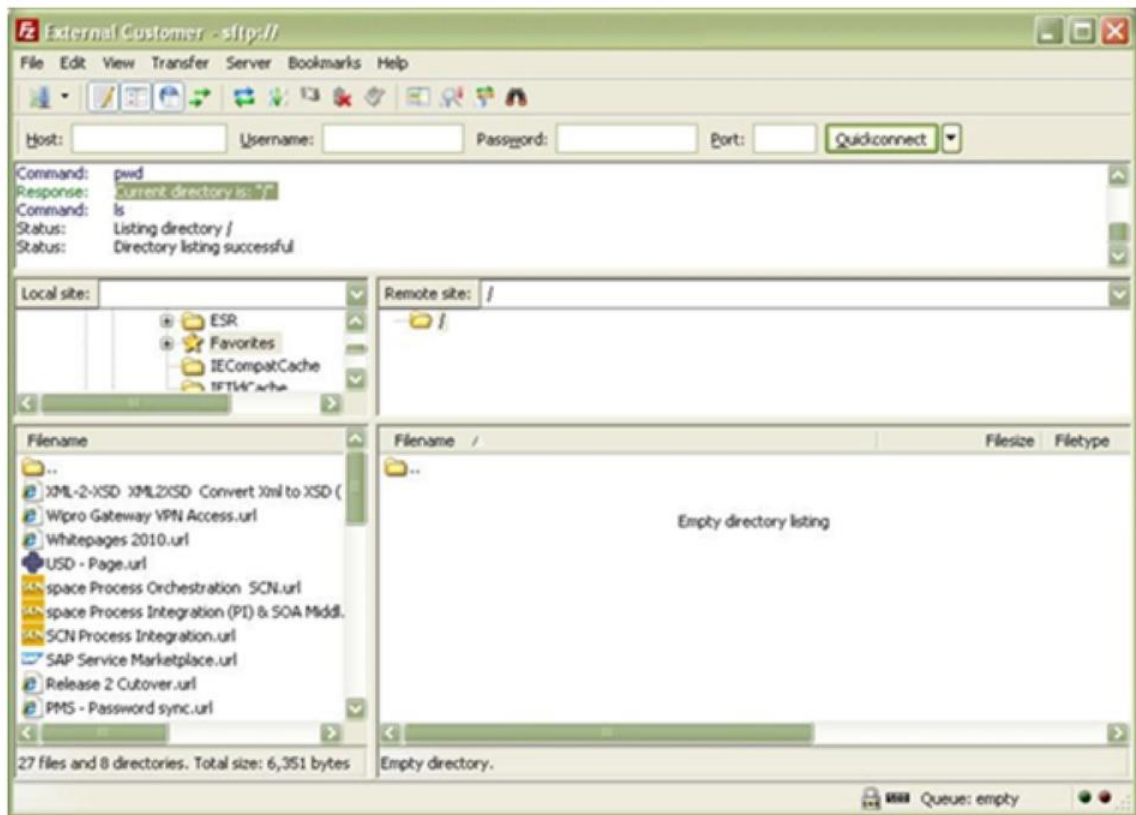 External Customer - sftp://
File Edit View Transfer Server Bookmarks Help
Host: Username: Password: Port: Quickconnect
Command: pwd
Response: Current directory is: "/"
Command: ls
Status: Listing directory /
Status: Directory listing successful
Local site:
ESR
Favorites
IECompatCache
IETldCache
Remote site: /
/
Filename
..
XML-2-XSD XML2XSD Convert Xml to XSD (
Wipro Gateway VPN Access.url
Whitepages 2010.url
USD - Page.url
space Process Orchestration SCN.url
space Process Integration (PI) & SOA Middl.
SCN Process Integration.url
SAP Service Marketplace.url
Release 2 Cutover.url
PMS - Password sync.url
27 files and 8 directories. Total size: 6,351 bytes
Filename / Filesize Filetype
..
Empty directory listing
Empty directory.
Queue: empty